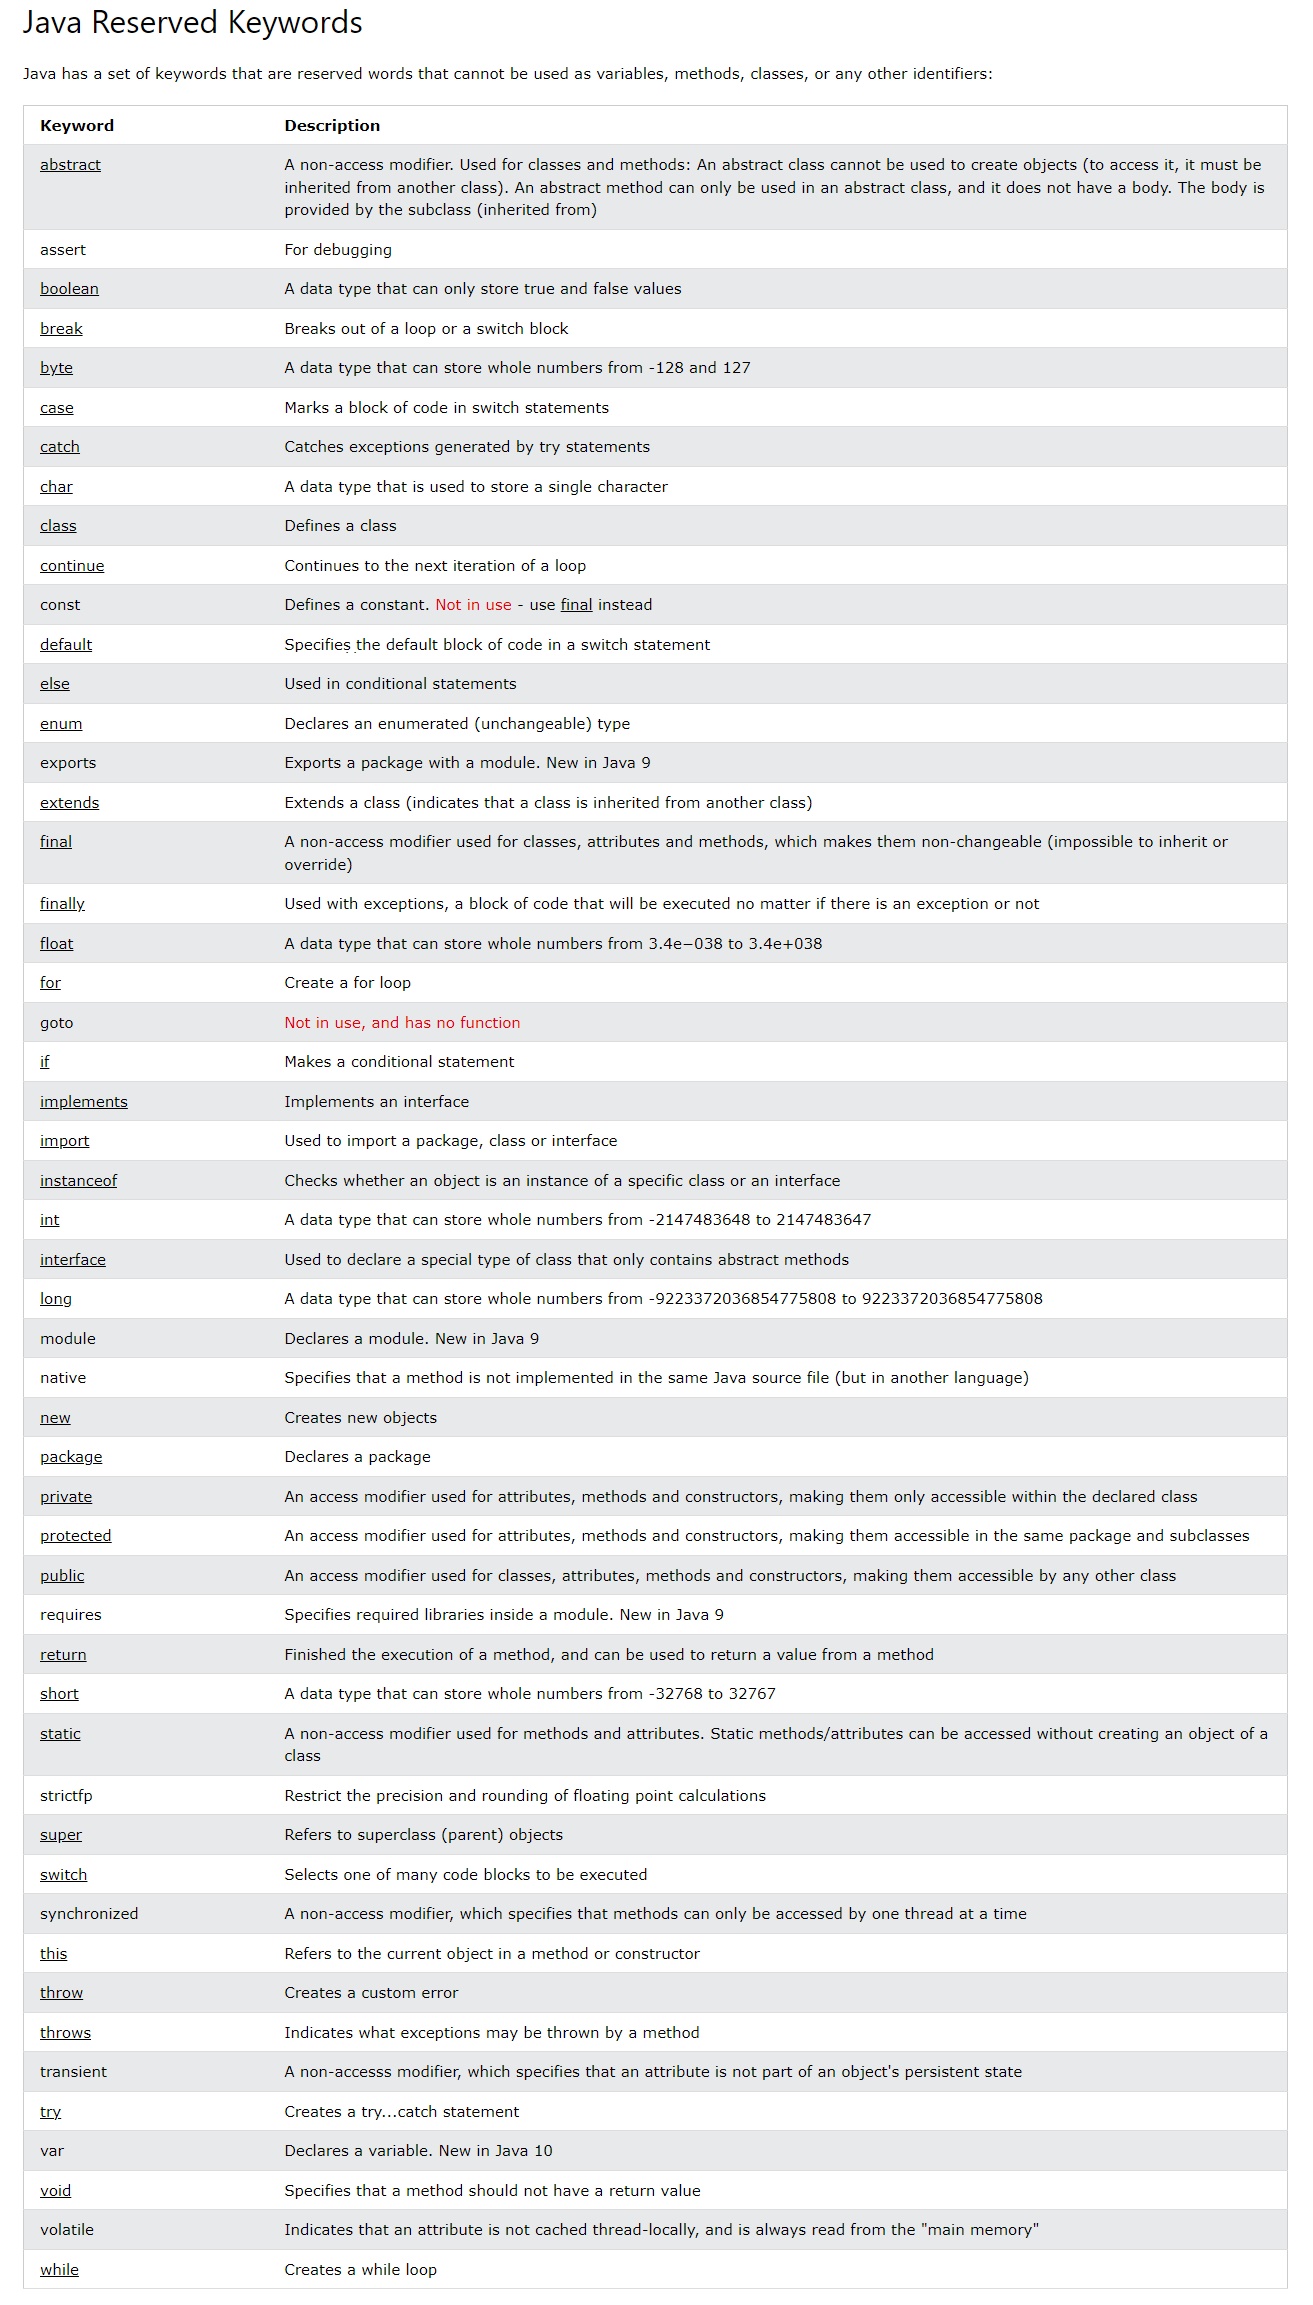 Java Reserved Keywords
Java has a set of keywords that are reserved words that cannot be used as variables, methods, classes, or any other identifiers:
Keyword Description
abstract A non-access modifier. Used for classes and methods: An abstract class cannot be used to create objects (to access it, it must be
inherited from another class). An abstract method can only be used in an abstract class, and it does not have a body. The body is
provided by the subclass (inherited from)
assert For debugging
boolean A data type that can only store true and false values
break Breaks out of a loop or a switch block
byte A data type that can store whole numbers from -128 and 127
case Marks a block of code in switch statements
catch Catches exceptions generated by try statements
char A data type that is used to store a single character
class Defines a class
continue Continues to the next iteration of a loop
const Defines a constant. Not in use - use final instead
default Specifies the default block of code in a switch statement
else Used in conditional statements
enum Declares an enumerated (unchangeable) type
exports Exports a package with a module. New in Java 9
extends Extends a class (indicates that a class is inherited from another class)
final A non-access modifier used for classes, attributes and methods, which makes them non-changeable (impossible to inherit or
override)
finally Used with exceptions, a block of code that will be executed no matter if there is an exception or not
float A data type that can store whole numbers from 3.4e−038 to 3.4e+038
for Create a for loop
goto Not in use, and has no function
if Makes a conditional statement
implements Implements an interface
import Used to import a package, class or interface
instanceof Checks whether an object is an instance of a specific class or an interface
int A data type that can store whole numbers from -2147483648 to 2147483647
interface Used to declare a special type of class that only contains abstract methods
long A data type that can store whole numbers from -9223372036854775808 to 9223372036854775808
module Declares a module. New in Java 9
native Specifies that a method is not implemented in the same Java source file (but in another language)
new Creates new objects
package Declares a package
private An access modifier used for attributes, methods and constructors, making them only accessible within the declared class
protected An access modifier used for attributes, methods and constructors, making them accessible in the same package and subclasses
public An access modifier used for classes, attributes, methods and constructors, making them accessible by any other class
requires Specifies required libraries inside a module. New in Java 9
return Finished the execution of a method, and can be used to return a value from a method
short A data type that can store whole numbers from -32768 to 32767
static A non-access modifier used for methods and attributes. Static methods/attributes can be accessed without creating an object of a
class
strictfp Restrict the precision and rounding of floating point calculations
super Refers to superclass (parent) objects
switch Selects one of many code blocks to be executed
synchronized A non-access modifier, which specifies that methods can only be accessed by one thread at a time
this Refers to the current object in a method or constructor
throw Creates a custom error
throws Indicates what exceptions may be thrown by a method
transient A non-accesss modifier, which specifies that an attribute is not part of an object's persistent state
try Creates a try...catch statement
var Declares a variable. New in Java 10
void Specifies that a method should not have a return value
volatile Indicates that an attribute is not cached thread-locally, and is always read from the "main memory"
while Creates a while loop